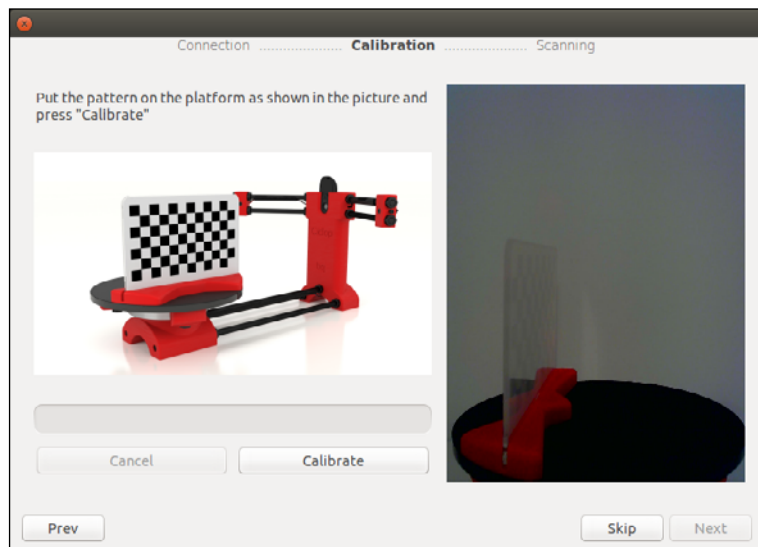 Connection ..................... Calibration ..................... Scanning
Put the pattern on the platform as shown in the picture and
press "Calibrate"
Cancel
Calibrate
Prev
Skip
Next